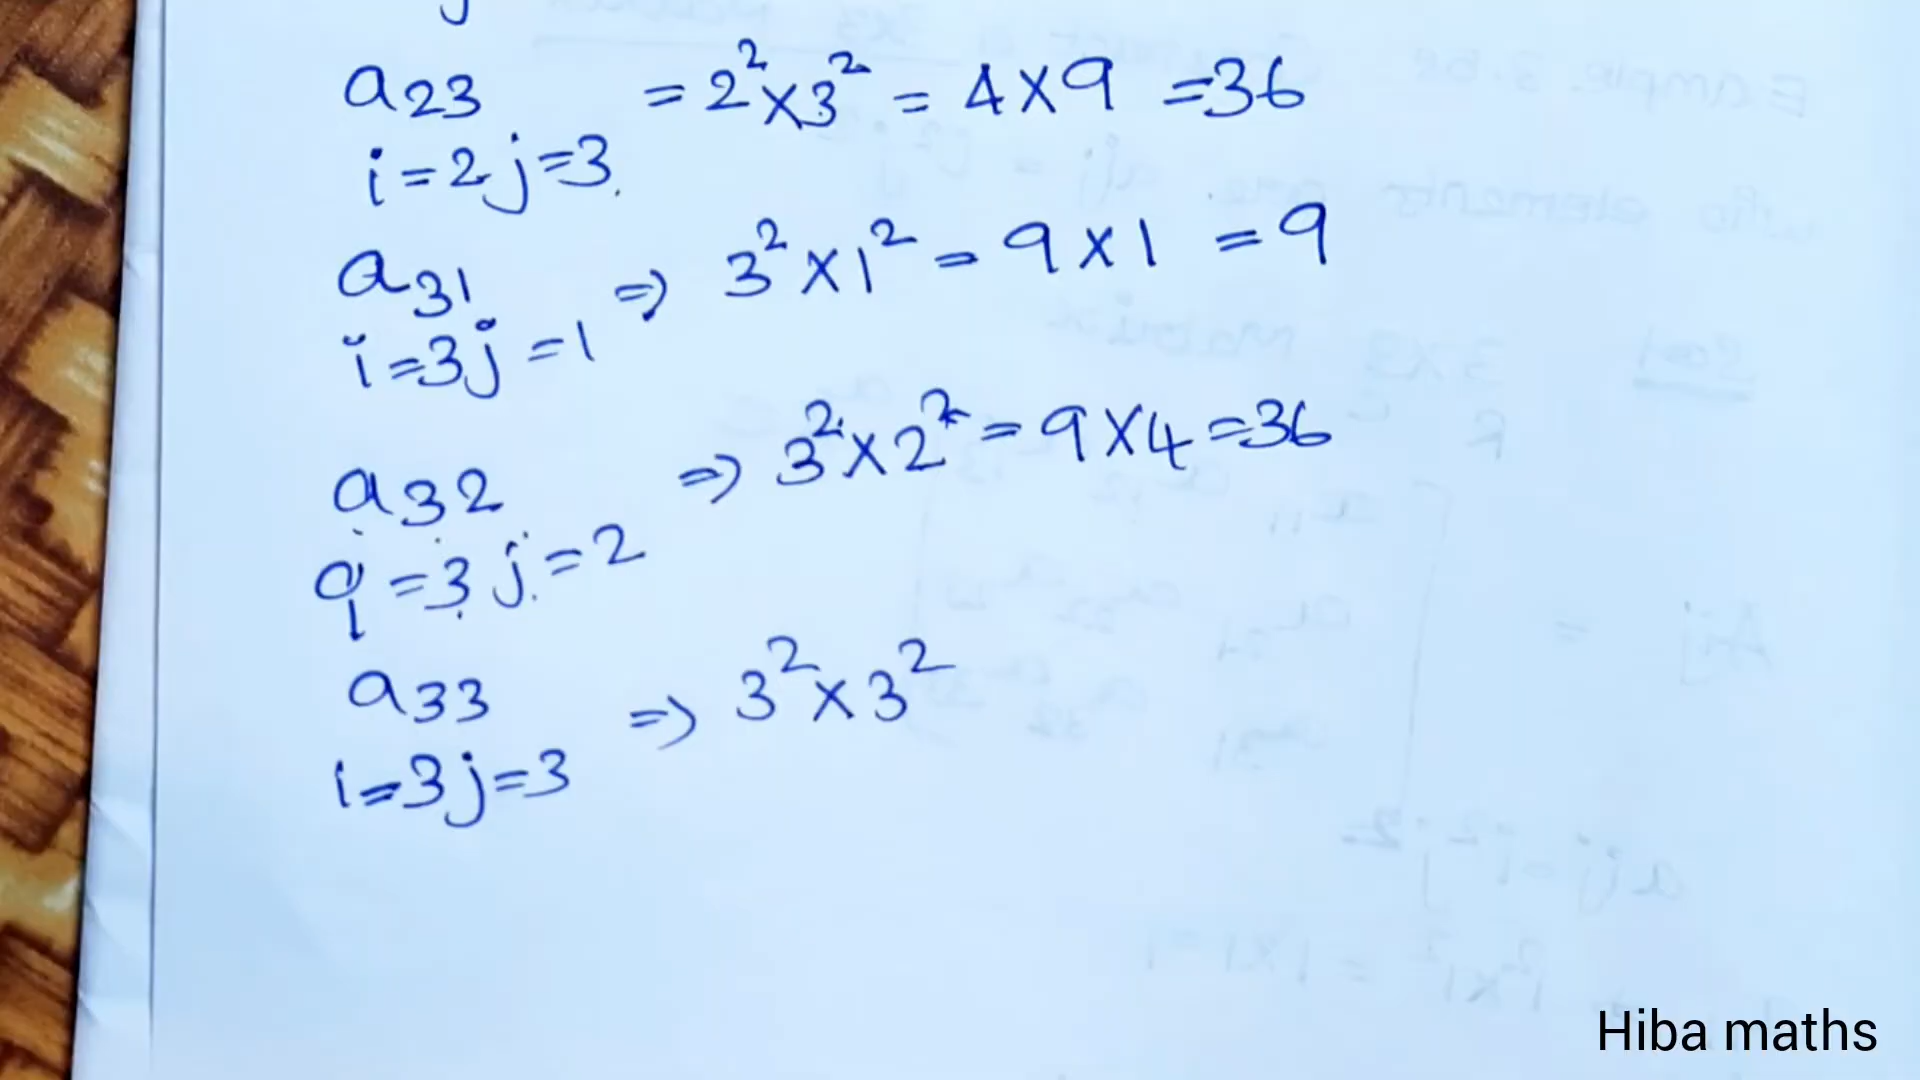 a₂₃ = 2²×3² = 4×9 =36
i=2 j=3
a₃₁ ⇒ 3²×1² = 9×1 = 9
i=3 j=1
a₃₂ ⇒ 3²×2² = 9×4 =36
i=3 j=2
a₃₃ ⇒ 3²×3²
i=3 j=3
Hiba maths